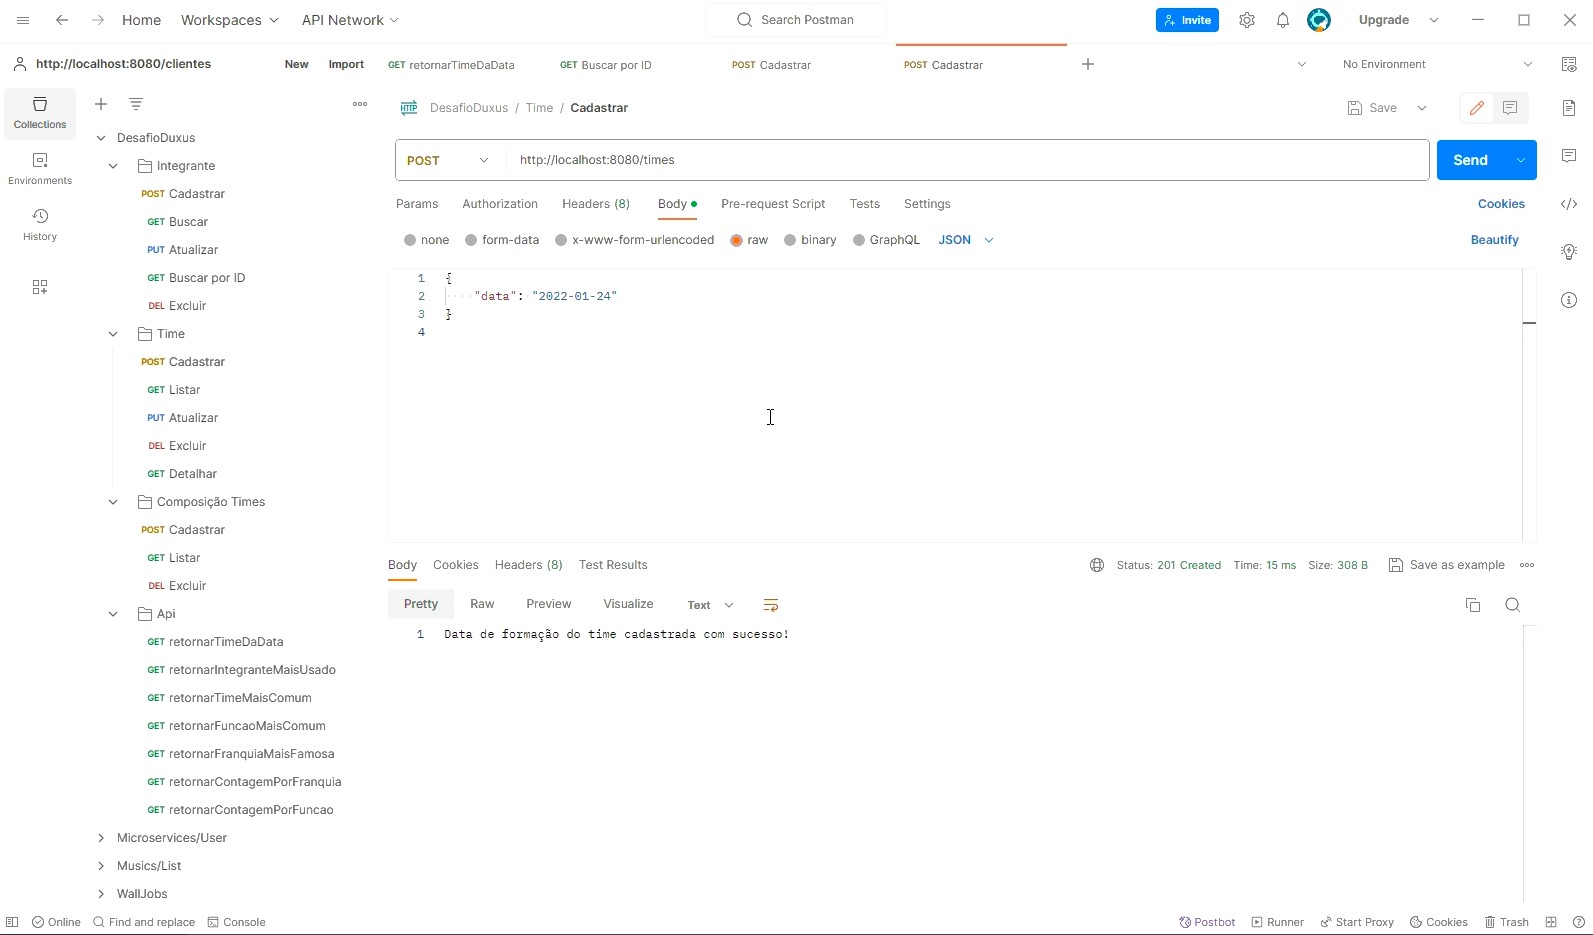 Home Workspaces API Network Search Postman Invite Upgrade
http://localhost:8080/clientes New Import GET retornarTimeDaData GET Buscar por ID POST Cadastrar POST Cadastrar No Environment
Collections
Environments
History
DesafioDuxus
Integrante
POST Cadastrar
GET Buscar
PUT Atualizar
GET Buscar por ID
DEL Excluir
Time
POST Cadastrar
GET Listar
PUT Atualizar
DEL Excluir
GET Detalhar
Composição Times
POST Cadastrar
GET Listar
DEL Excluir
Api
GET retornarTimeDaData
GET retornarIntegranteMaisUsado
GET retornarTimeMaisComum
GET retornarFuncaoMaisComum
GET retornarFranquiaMaisFamosa
GET retornarContagemPorFranquia
GET retornarContagemPorFuncao
Microservices/User
Musics/List
WallJobs
HTTP DesafioDuxus / Time / Cadastrar Save
POST http://localhost:8080/times Send
Params Authorization Headers (8) Body Pre-request Script Tests Settings Cookies
none form-data x-www-form-urlencoded raw binary GraphQL JSON Beautify
1 {
2 "data": "2022-01-24"
3 }
4
Body Cookies Headers (8) Test Results Status: 201 Created Time: 15 ms Size: 308 B Save as example
Pretty Raw Preview Visualize Text
1 Data de formação do time cadastrada com sucesso!
Online Find and replace Console Postbot Runner Start Proxy Cookies Trash